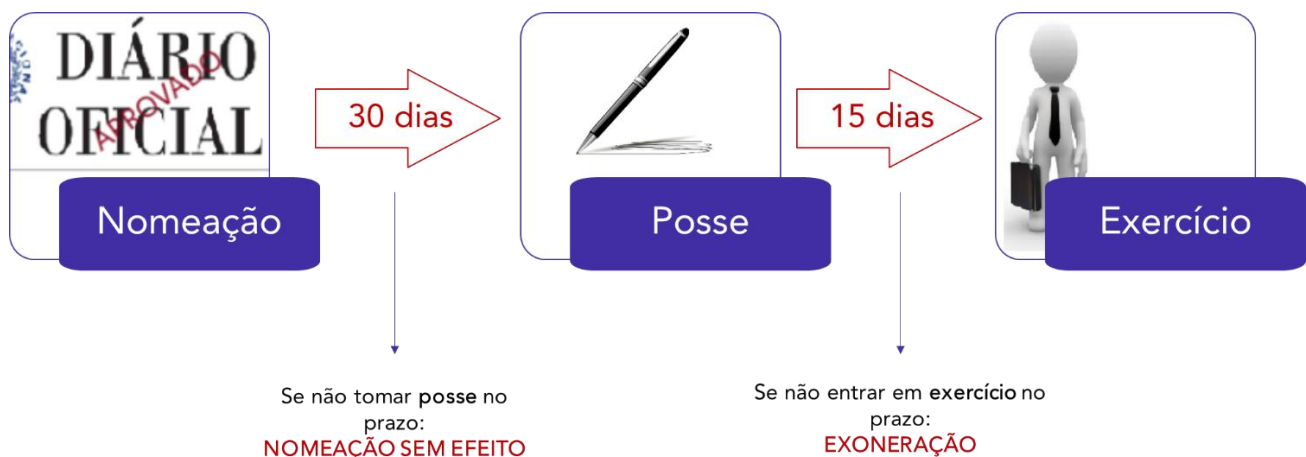 DIÁRIO
OFICIAL
APROVADO
30 dias
15 dias
Nomeação
Posse
Exercício
Se não tomar posse no
prazo:
NOMEAÇÃO SEM EFEITO
Se não entrar em exercício no
prazo:
EXONERAÇÃO